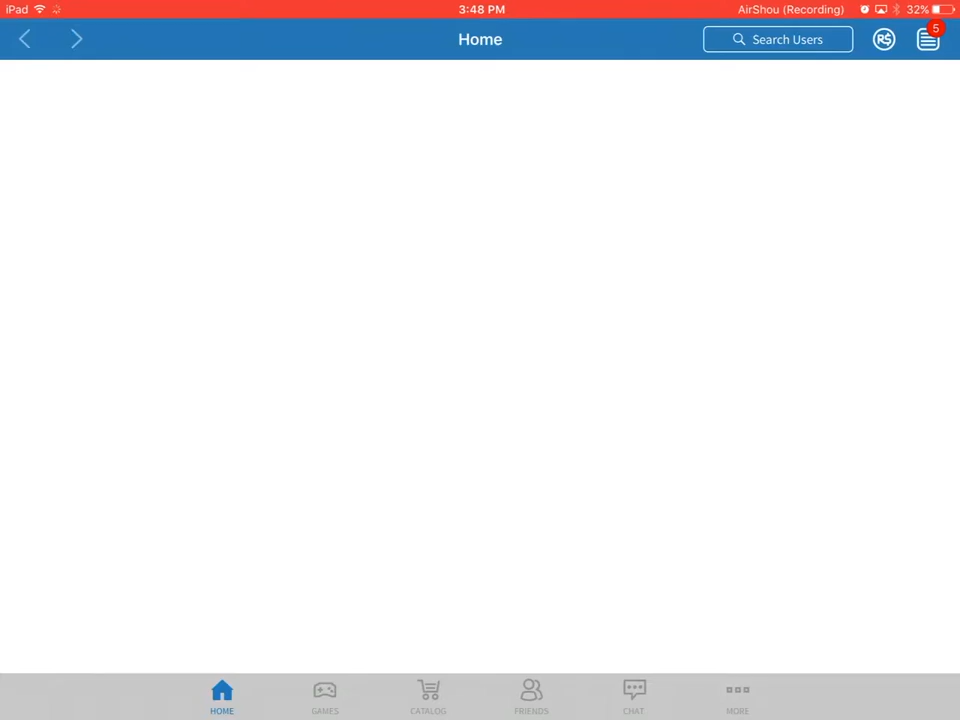 iPad 3:48 PM AirShou (Recording) 32%
Home Search Users R$ 5
HOME GAMES CATALOG FRIENDS CHAT MORE